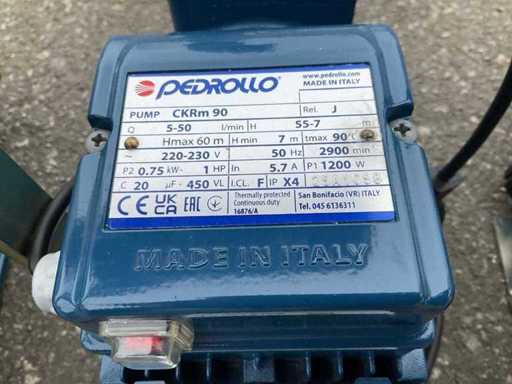 PEDROLLO
www.pedrollo.com
MADE IN ITALY
PUMP CKRm 90 Rel. J
Q 5-50 l/min H 55-7 m
Hmax 60 m H min 7 m tmax 90°C
~ 220-230 V 50 Hz 2900 min⁻¹
P2 0.75 kW- 1 HP In 5.7 A P1 1200 W
C 20 µF- 450 VL I.CL. F IP X4
CE UKCA EAC
Thermally protected
Continuous duty
16876/A
San Bonifacio (VR) ITALY
Tel. 045 6136311
MADE IN ITALY